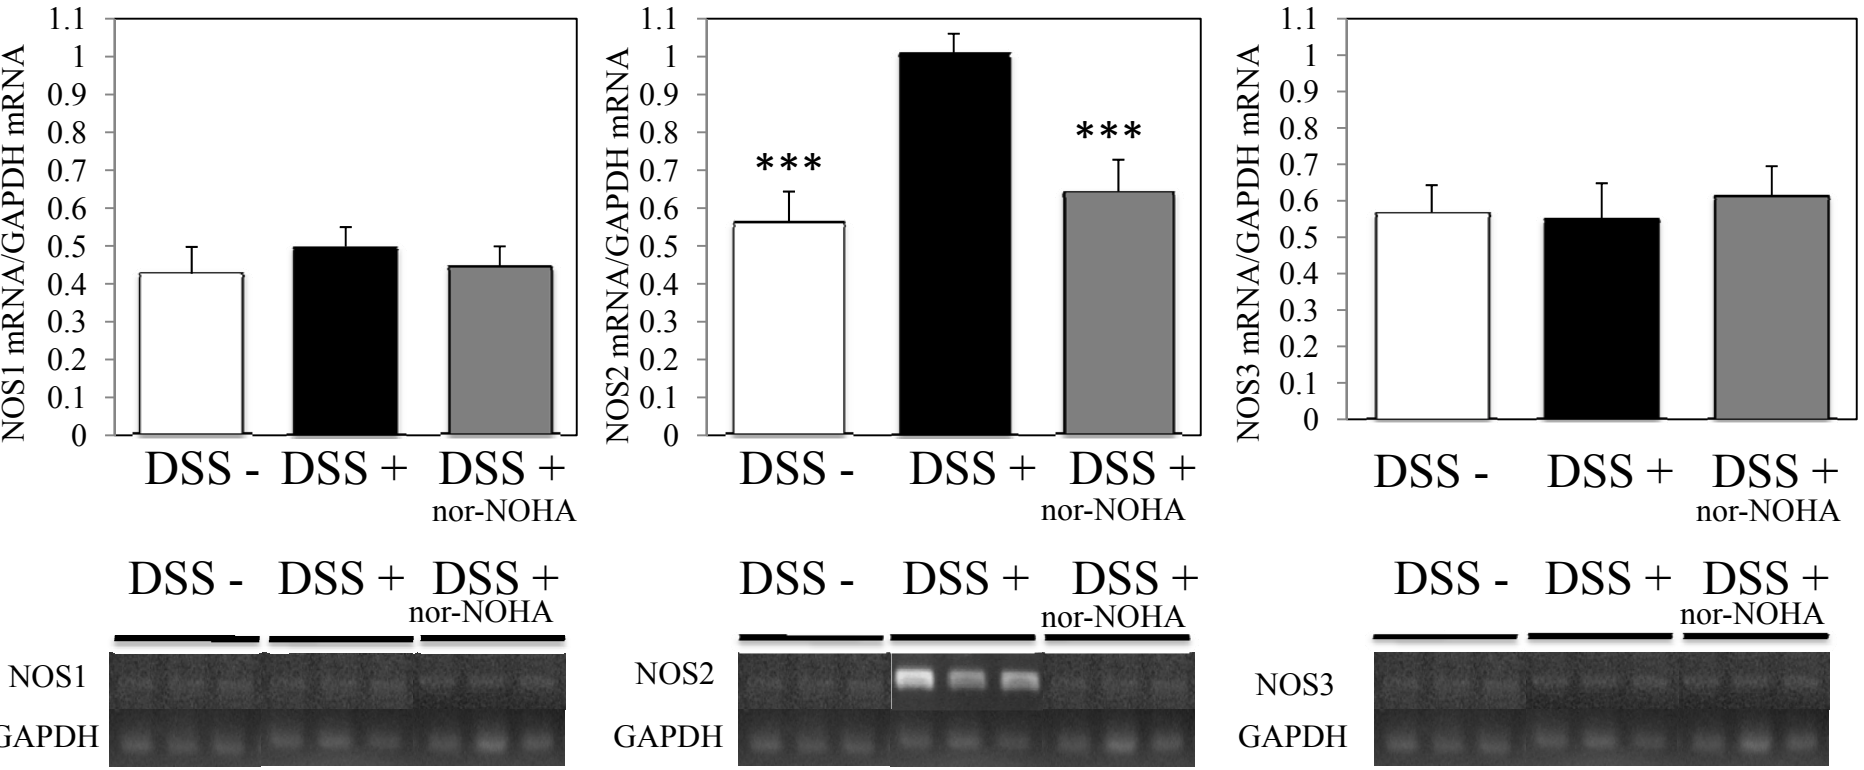 NOS1 mRNA/GAPDH mRNA
1.1
1
0.9
0.8
0.7
0.6
0.5
0.4
0.3
0.2
0.1
0
DSS - DSS + DSS +
nor-NOHA
NOS2 mRNA/GAPDH mRNA
1.1
1
0.9
0.8
0.7
0.6
0.5
0.4
0.3
0.2
0.1
0
***
***
DSS - DSS + DSS +
nor-NOHA
NOS3 mRNA/GAPDH mRNA
1.1
1
0.9
0.8
0.7
0.6
0.5
0.4
0.3
0.2
0.1
0
DSS - DSS + DSS +
nor-NOHA
DSS - DSS + DSS +
nor-NOHA
NOS1
GAPDH
DSS - DSS + DSS +
nor-NOHA
NOS2
GAPDH
DSS - DSS + DSS +
nor-NOHA
NOS3
GAPDH